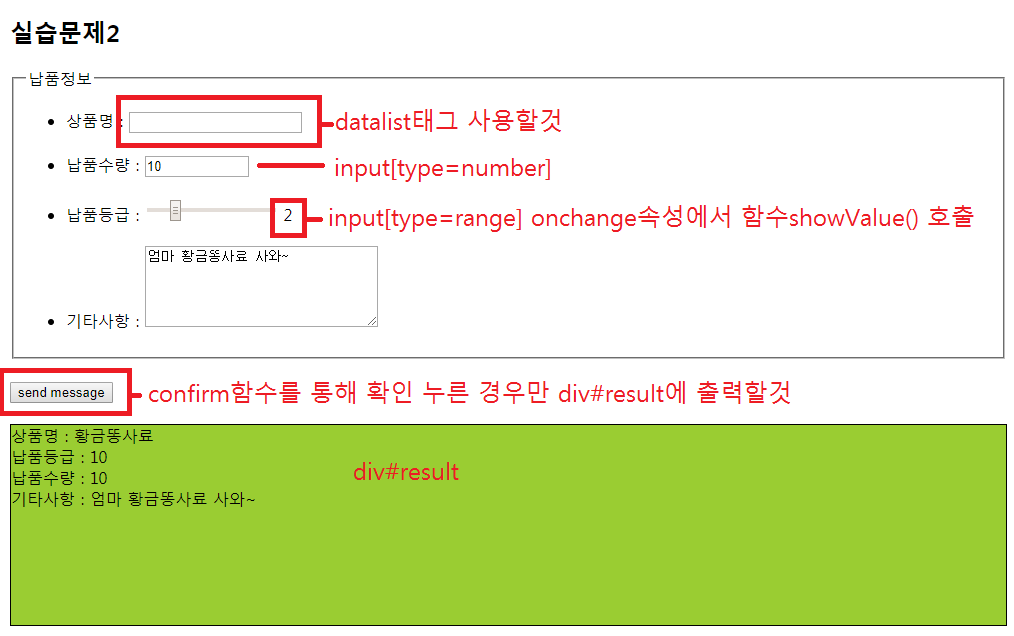 실습문제2
납품정보
상품명 : datalist태그 사용할것
납품수량 : 10 input[type=number]
납품등급 : 2 input[type=range] onchange속성에서 함수showValue() 호출
엄마 황금똥사료 사와~
기타사항 :
send message confirm함수를 통해 확인 누른 경우만 div#result에 출력할것
상품명 : 황금똥사료
납품등급 : 10
납품수량 : 10
기타사항 : 엄마 황금똥사료 사와~
div#result